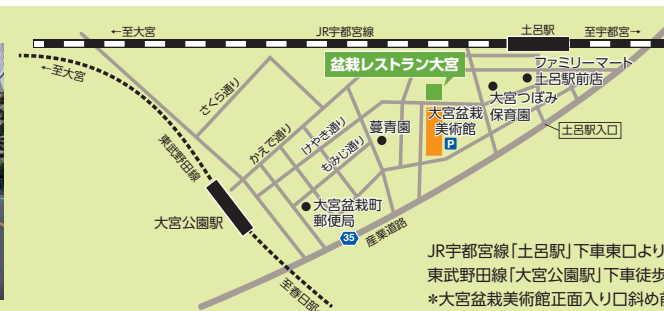 ←至大宮
JR宇都宮線
土呂駅
至宇都宮→
←至大宮
盆栽レストラン大宮
ファミリーマート
土呂駅前店
さくら通り
大宮つぼみ
保育園
大宮盆栽
美術館
P
かえで通り
けやき通り
もみじ通り
蔓青園
土呂駅入口
東武野田線
大宮公園駅
大宮盆栽町
郵便局
35
産業道路
至春日部
JR宇都宮線「土呂駅」下車東口より
東武野田線「大宮公園駅」下車徒歩
*大宮盆栽美術館正面入り口斜め前